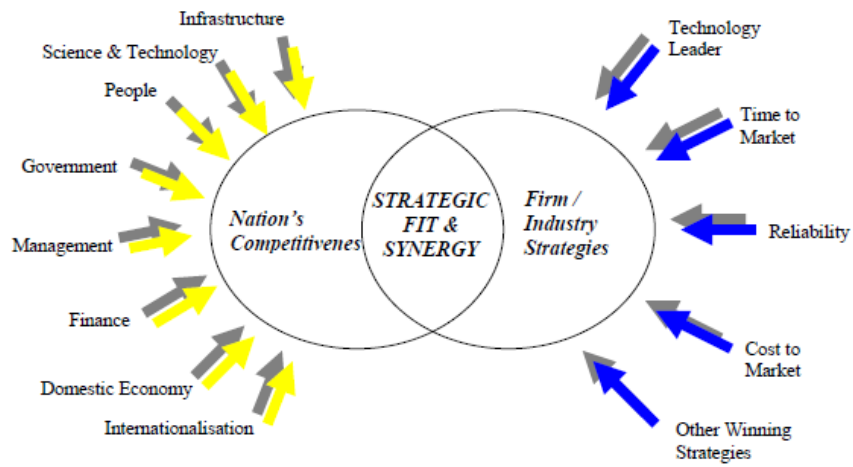 Infrastructure
Science & Technology
People
Government
Management
Finance
Domestic Economy
Internationalisation
Nation's
Competitivenes
STRATEGIC
FIT &
SYNERGY
Firm /
Industry
Strategies
Technology
Leader
Time to
Market
Reliability
Cost to
Market
Other Winning
Strategies